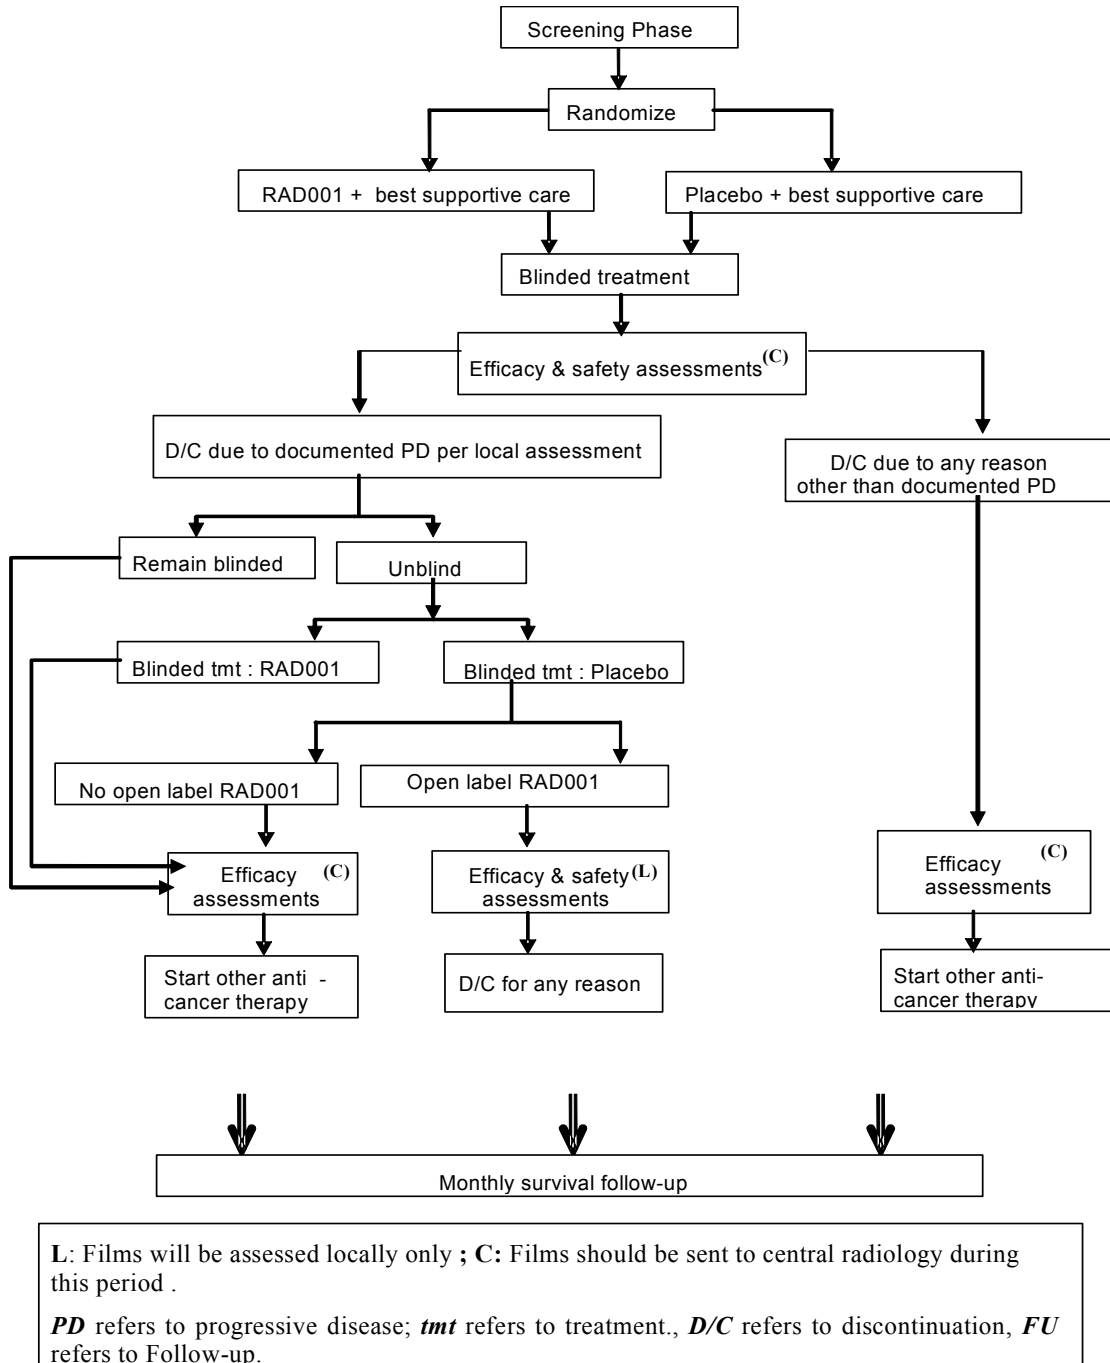 Screening Phase
Randomize
RAD001 + best supportive care
Placebo + best supportive care
Blinded treatment
Efficacy & safety assessments(C)
D/C due to documented PD per local assessment
D/C due to any reason
other than documented PD
Remain blinded
Unblind
Blinded tmt : RAD001
Blinded tmt : Placebo
No open label RAD001
Open label RAD001
Efficacy (C)
assessments
Efficacy & safety (L)
assessments
Efficacy (C)
assessments
Start other anti -
cancer therapy
D/C for any reason
Start other anti-
cancer therapy
Monthly survival follow-up
L: Films will be assessed locally only ; C: Films should be sent to central radiology during
this period .
PD refers to progressive disease; tmt refers to treatment., D/C refers to discontinuation, FU
refers to Follow-up.